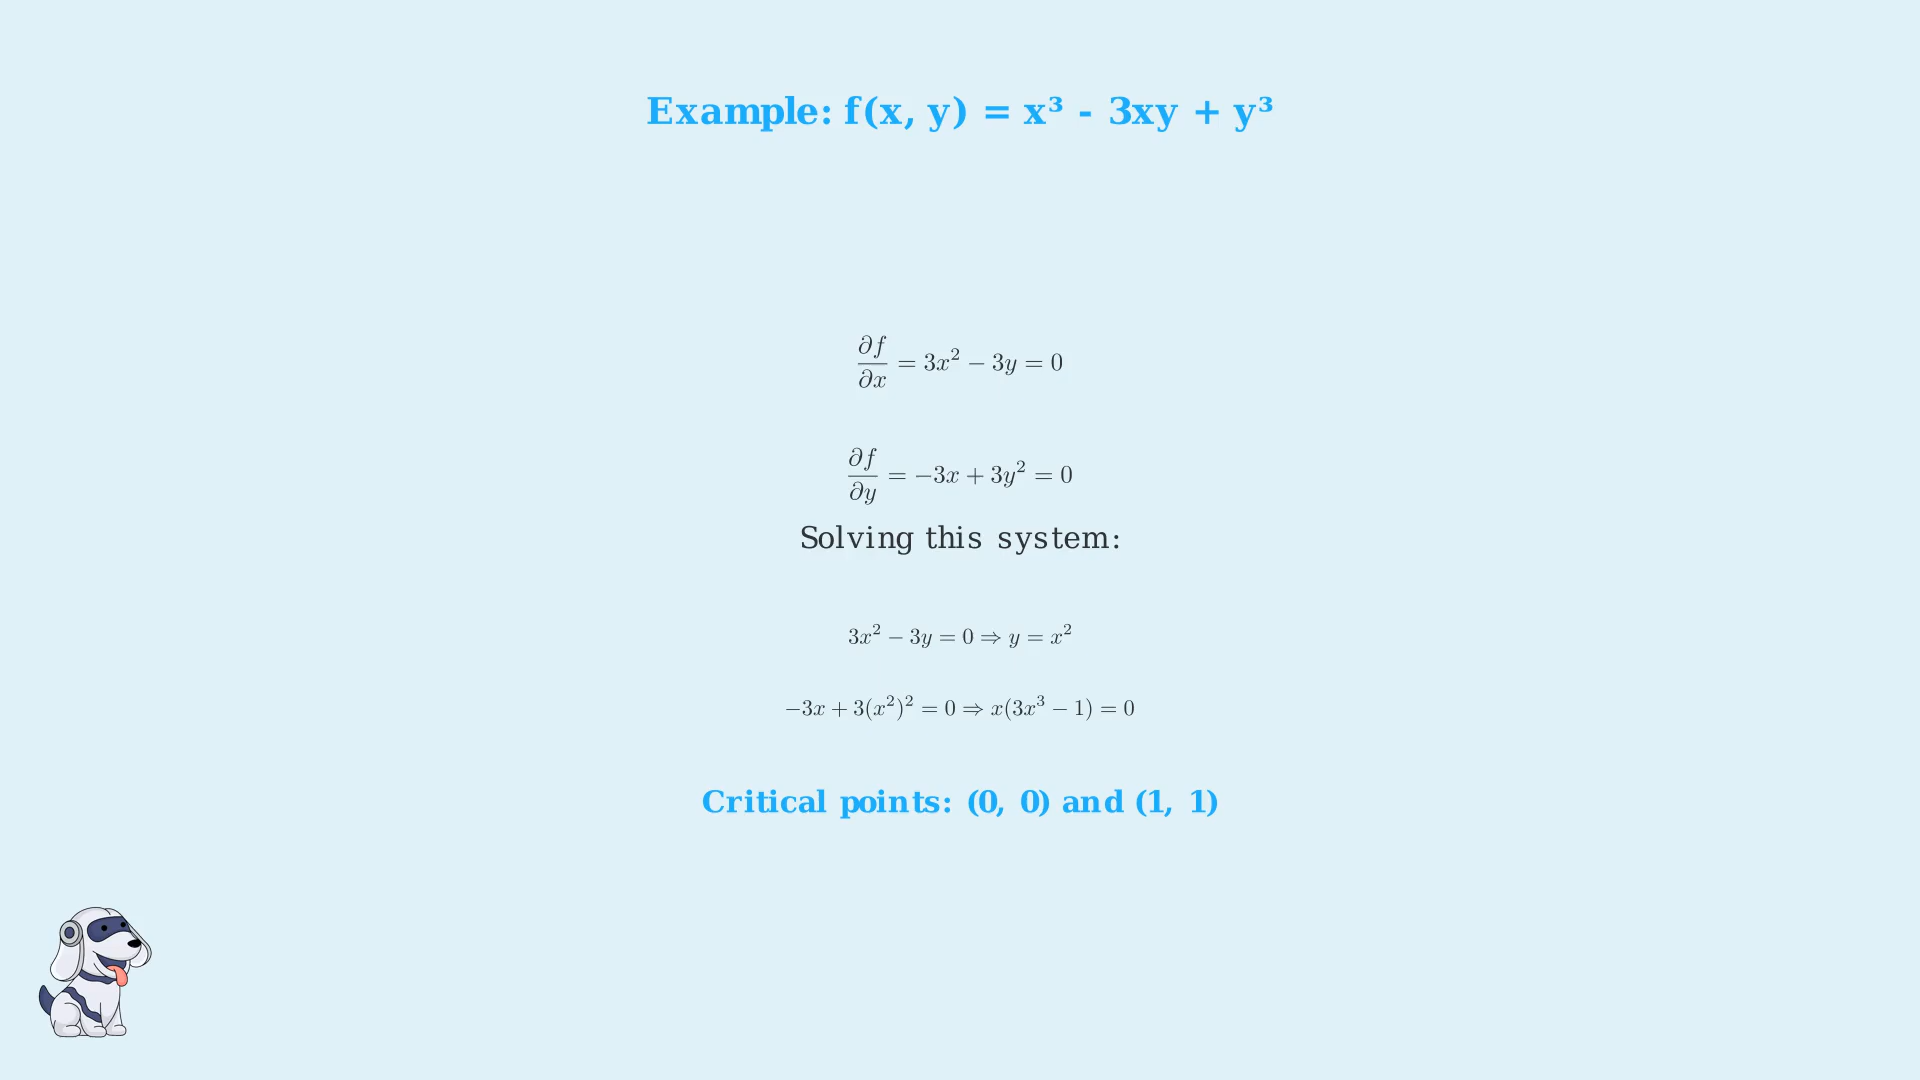 Example: f(x, y) = x³ - 3xy + y³
∂f/∂x = 3x² − 3y = 0
∂f/∂y = −3x + 3y² = 0
Solving this system:
3x² − 3y = 0 ⇒ y = x²
−3x + 3(x²)² = 0 ⇒ x(3x³ − 1) = 0
Critical points: (0, 0) and (1, 1)